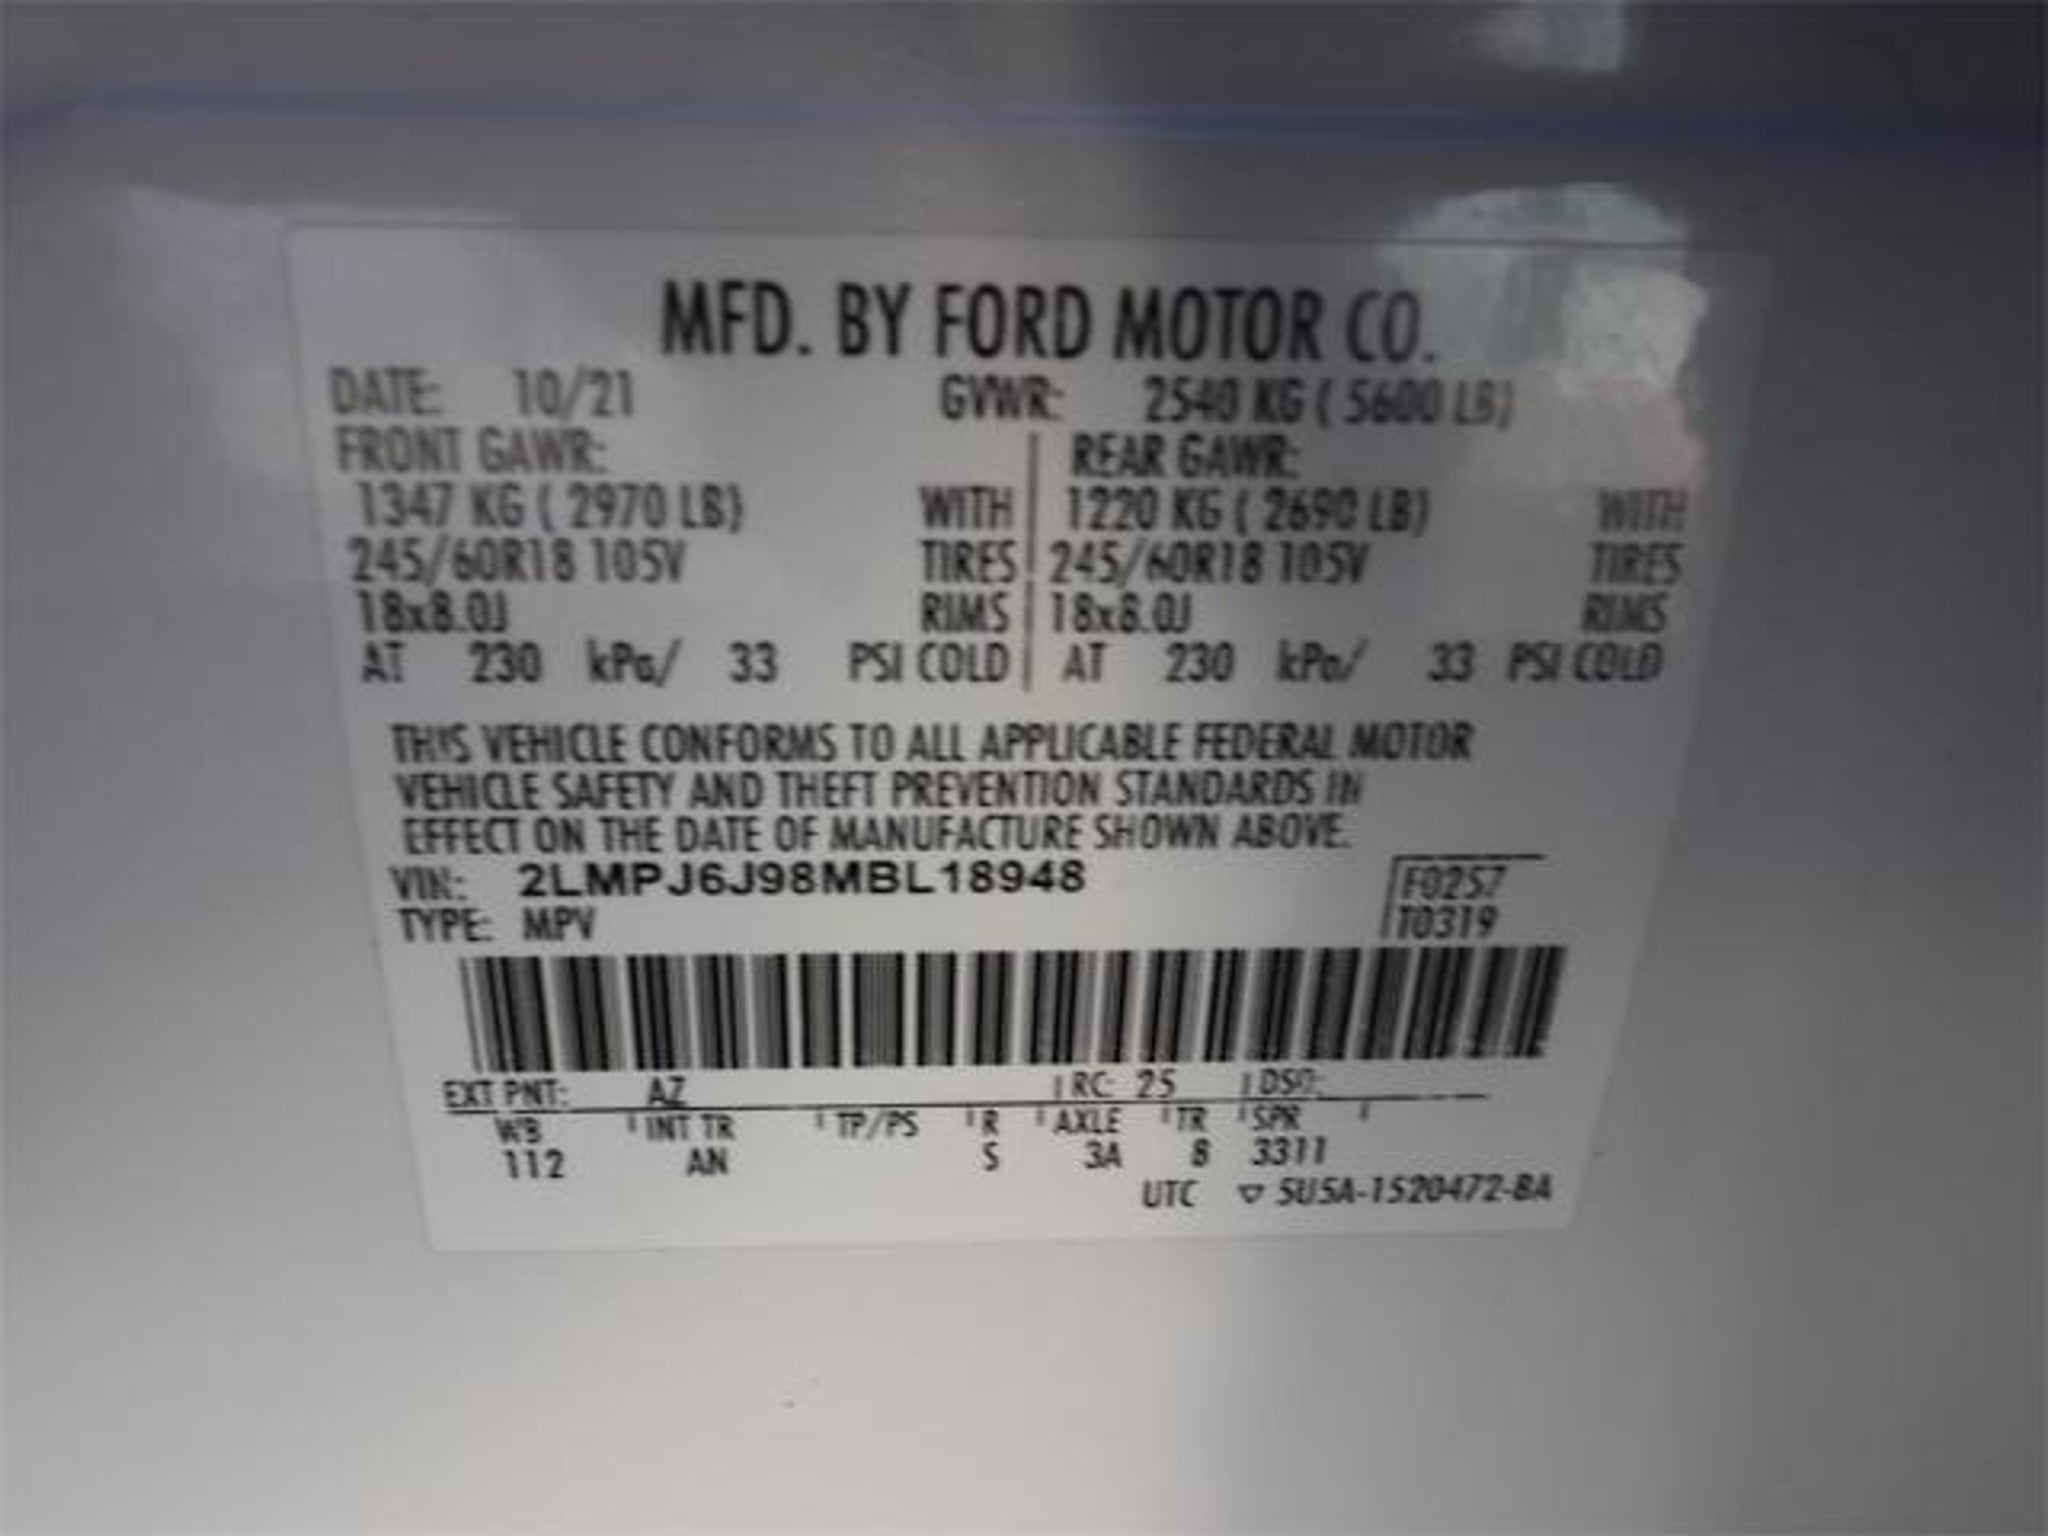 MFD. BY FORD MOTOR CO.
DATE: 10/21 GVWR: 2540 KG ( 5600 LB)
FRONT GAWR: REAR GAWR:
1347 KG ( 2970 LB) WITH 1220 KG ( 2690 LB) WITH
245/60R18 105V TIRES 245/60R18 105V TIRES
18x8.0J RIMS 18x8.0J RIMS
AT 230 kPa/ 33 PSI COLD AT 230 kPa/ 33 PSI COLD
THIS VEHICLE CONFORMS TO ALL APPLICABLE FEDERAL MOTOR
VEHICLE SAFETY AND THEFT PREVENTION STANDARDS IN
EFFECT ON THE DATE OF MANUFACTURE SHOWN ABOVE.
VIN: 2LMPJ6J98MBL18948 F0257
TYPE: MPV T0319
EXT PNT: AZ RC: 25 DSO:
WB INT TR TP/PS R AXLE TR SPR
112 AN S 3A 8 3311
UTC ▽ 5U5A-1520472-BA